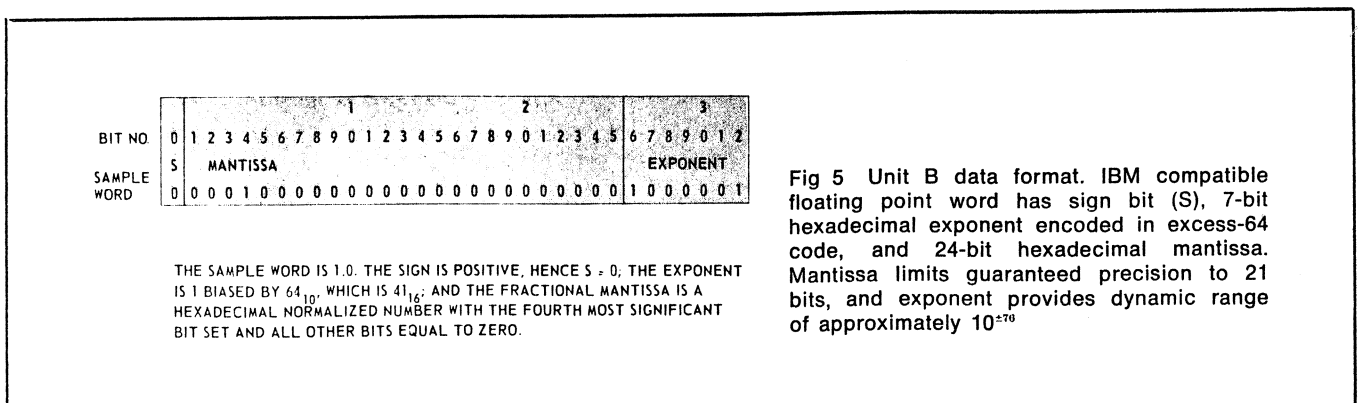 1 2 3
BIT NO. 0 1 2 3 4 5 6 7 8 9 0 1 2 3 4 5 6 7 8 9 0 1 2 3 4 5 6 7 8 9 0 1 2
S MANTISSA EXPONENT
SAMPLE
WORD 0 0 0 0 1 0 0 0 0 0 0 0 0 0 0 0 0 0 0 0 0 0 0 0 0 0 1 0 0 0 0 0 1
THE SAMPLE WORD IS 1.0. THE SIGN IS POSITIVE, HENCE S = 0; THE EXPONENT
IS 1 BIASED BY 64₁₀, WHICH IS 41₁₆; AND THE FRACTIONAL MANTISSA IS A
HEXADECIMAL NORMALIZED NUMBER WITH THE FOURTH MOST SIGNIFICANT
BIT SET AND ALL OTHER BITS EQUAL TO ZERO.
Fig 5 Unit B data format. IBM compatible
floating point word has sign bit (S), 7-bit
hexadecimal exponent encoded in excess-64
code, and 24-bit hexadecimal mantissa.
Mantissa limits guaranteed precision to 21
bits, and exponent provides dynamic range
of approximately 10±⁷⁶